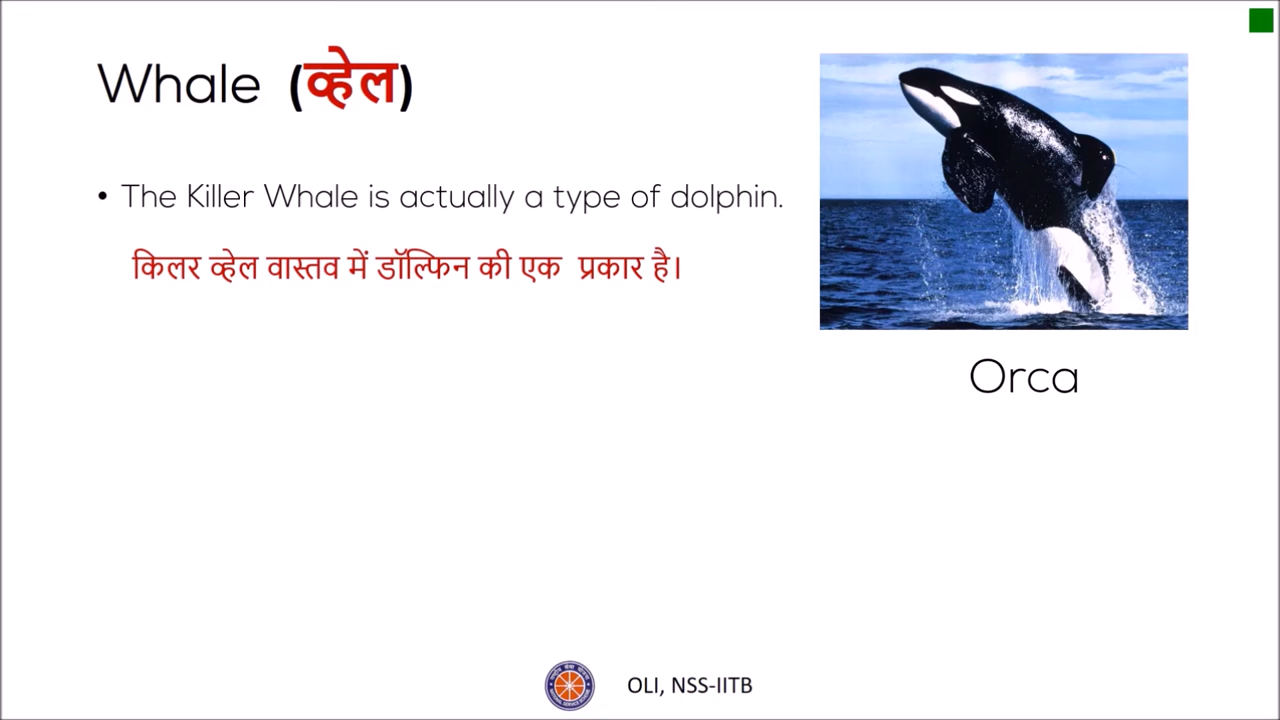 Whale (व्हेल)
• The Killer Whale is actually a type of dolphin.
किलर व्हेल वास्तव में डॉल्फिन की एक प्रकार है।
Orca
OLI, NSS-IITB